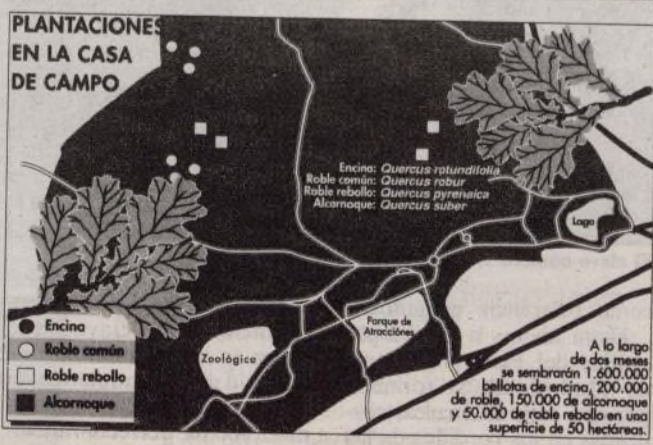 PLANTACIONES
EN LA CASA
DE CAMPO
Encina: Quercus rotundifolia
Roble común: Quercus robur
Roble rebollo: Quercus pyrenaica
Alcornoque: Quercus suber
Lago
Parque de
Atracciónes
Zoológico
Encina
Roble común
Roble rebollo
Alcornoque
A lo largo
de dos meses
se sembrarán 1.600.000
bellotas de encina, 200.000
de roble, 150.000 de alcornoque
y 50.000 de roble rebollo en una
superficie de 50 hectáreas.